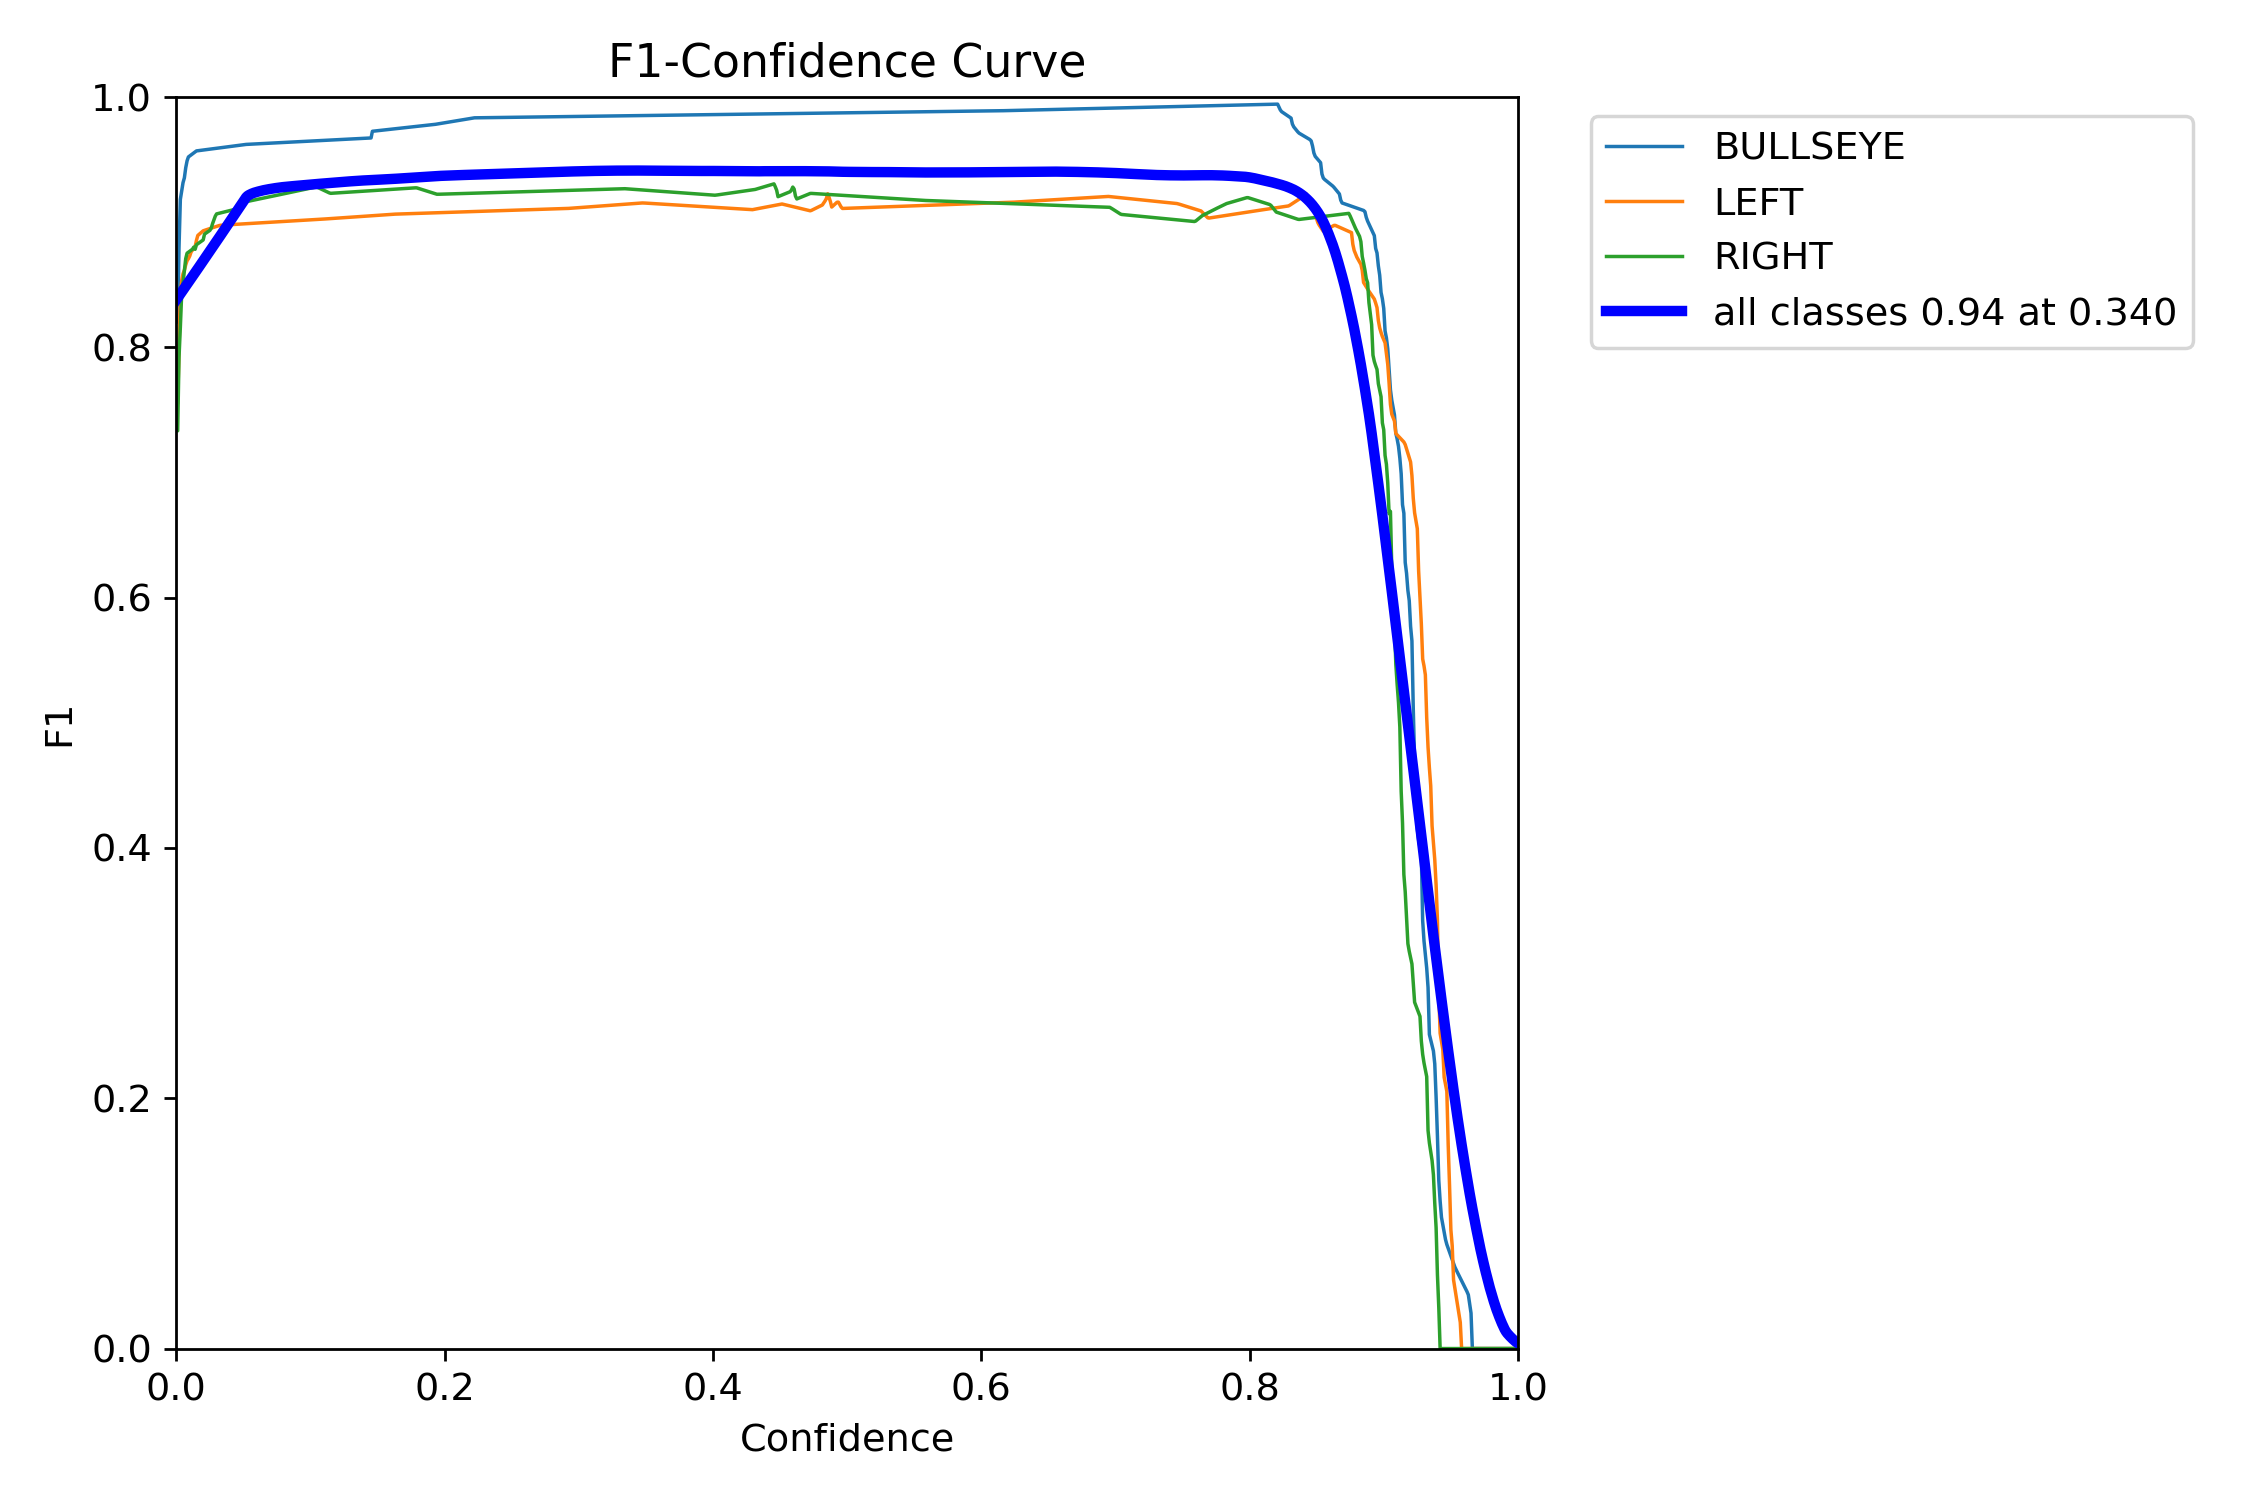 F1-Confidence Curve
1.0
0.8
0.6
0.4
0.2
0.0
F1
0.0 0.2 0.4 0.6 0.8 1.0
Confidence
BULLSEYE
LEFT
RIGHT
all classes 0.94 at 0.340